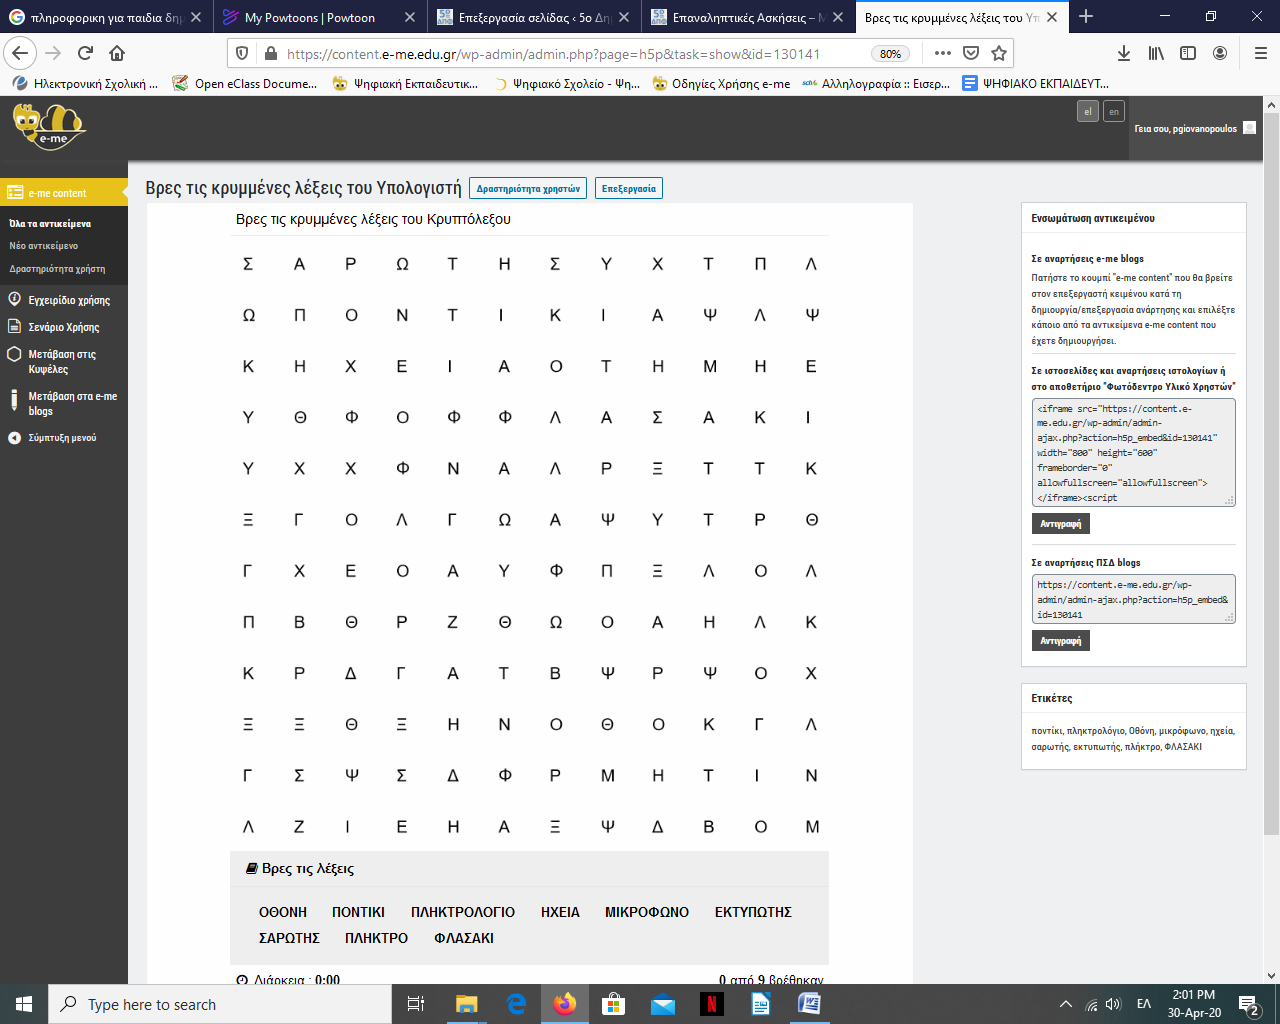 πληροφορικη για παιδια δημ
My Powtoons | Powtoon
Επεξεργασία σελίδας ‹ 5ο Δη
Επαναληπτικές Ασκήσεις – Μ
Βρες τις κρυμμένες λέξεις του Υπ
https://content.e-me.edu.gr/wp-admin/admin.php?page=h5p&task=show&id=130141
80%
Ηλεκτρονική Σχολική ...
Open eClass Docume...
Ψηφιακή Εκπαιδευτικ...
Ψηφιακό Σχολείο - Ψη...
Οδηγίες Χρήσης e-me
Αλληλογραφία :: Εισερ...
ΨΗΦΙΑΚΟ ΕΚΠΑΙΔΕΥΤ...
e-me
el en
Γεια σου, pgiovanopoulos
e-me content
Όλα τα αντικείμενα
Νέο αντικείμενο
Δραστηριότητα χρήστη
Εγχειρίδιο χρήσης
Σενάριο Χρήσης
Μετάβαση στις
Κυψέλες
Μετάβαση στα e-me
blogs
Σύμπτυξη μενού
Βρες τις κρυμμένες λέξεις του Υπολογιστή Δραστηριότητα χρηστών Επεξεργασία
Βρες τις κρυμμένες λέξεις του Κρυπτόλεξου
Σ Α Ρ Ω Τ Η Σ Υ Χ Τ Π Λ
Ω Π Ο Ν Τ Ι Κ Ι Α Ψ Λ Ψ
Κ Η Χ Ε Ι Α Ο Τ Η Μ Η Ε
Υ Θ Φ Ο Φ Φ Λ Α Σ Α Κ Ι
Υ Χ Χ Φ Ν Α Λ Ρ Ξ Τ Τ Κ
Ξ Γ Ο Λ Γ Ω Α Ψ Υ Τ Ρ Θ
Γ Χ Ε Ο Α Υ Φ Π Ξ Λ Ο Λ
Π Β Θ Ρ Ζ Θ Ω Ο Α Η Λ Κ
Κ Ρ Δ Γ Α Τ Β Ψ Ρ Ψ Ο Χ
Ξ Ξ Θ Ξ Η Ν Ο Θ Ο Κ Γ Λ
Γ Σ Ψ Σ Δ Φ Ρ Μ Η Τ Ι Ν
Λ Ζ Ι Ε Η Α Ξ Ψ Δ Β Ο Μ
Βρες τις λέξεις
ΟΘΟΝΗ ΠΟΝΤΙΚΙ ΠΛΗΚΤΡΟΛΟΓΙΟ ΗΧΕΙΑ ΜΙΚΡΟΦΩΝΟ ΕΚΤΥΠΩΤΗΣ
ΣΑΡΩΤΗΣ ΠΛΗΚΤΡΟ ΦΛΑΣΑΚΙ
Διάρκεια : 0:00
0 από 9 βρέθηκαν
Ενσωμάτωση αντικειμένου
Σε αναρτήσεις e-me blogs
Πατήστε το κουμπί "e-me content" που θα βρείτε
στον επεξεργαστή κειμένου κατά τη
δημιουργία/επεξεργασία ανάρτησης και επιλέξτε
κάποιο από τα αντικείμενα e-me content που
έχετε δημιουργήσει.
Σε ιστοσελίδες και αναρτήσεις ιστολογίων ή
στο αποθετήριο "Φωτόδεντρο Υλικό Χρηστών"
<iframe src="https://content.e-
me.edu.gr/wp-admin/admin-
ajax.php?action=h5p_embed&id=130141"
width="800" height="600"
frameborder="0"
allowfullscreen="allowfullscreen">
</iframe><script
Αντιγραφή
Σε αναρτήσεις ΠΣΔ blogs
https://content.e-me.edu.gr/wp-
admin/admin-ajax.php?action=h5p_embed&
id=130141
Αντιγραφή
Ετικέτες
ποντίκι, πληκτρολόγιο, Οθόνη, μικρόφωνο, ηχεία,
σαρωτής, εκτυπωτής, πλήκτρο, ΦΛΑΣΑΚΙ
Type here to search
ΕΛ
2:01 PM
30-Apr-20
2